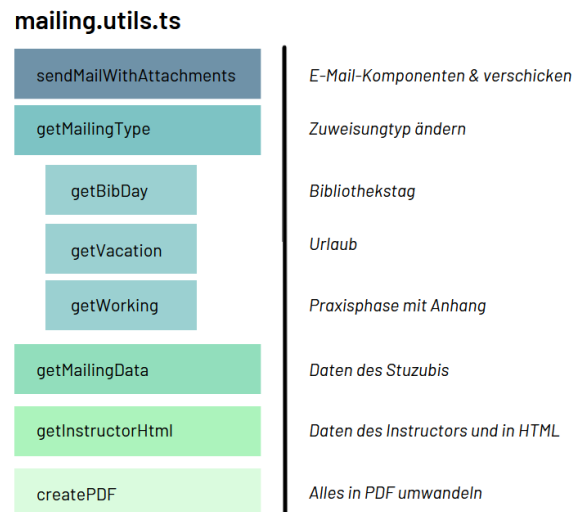 mailing.utils.ts
sendMailWithAttachments
E-Mail-Komponenten & verschicken
getMailingType
Zuweisungtyp ändern
getBibDay
Bibliothekstag
getVacation
Urlaub
getWorking
Praxisphase mit Anhang
getMailingData
Daten des Stuzubis
getInstructorHtml
Daten des Instructors und in HTML
createPDF
Alles in PDF umwandeln